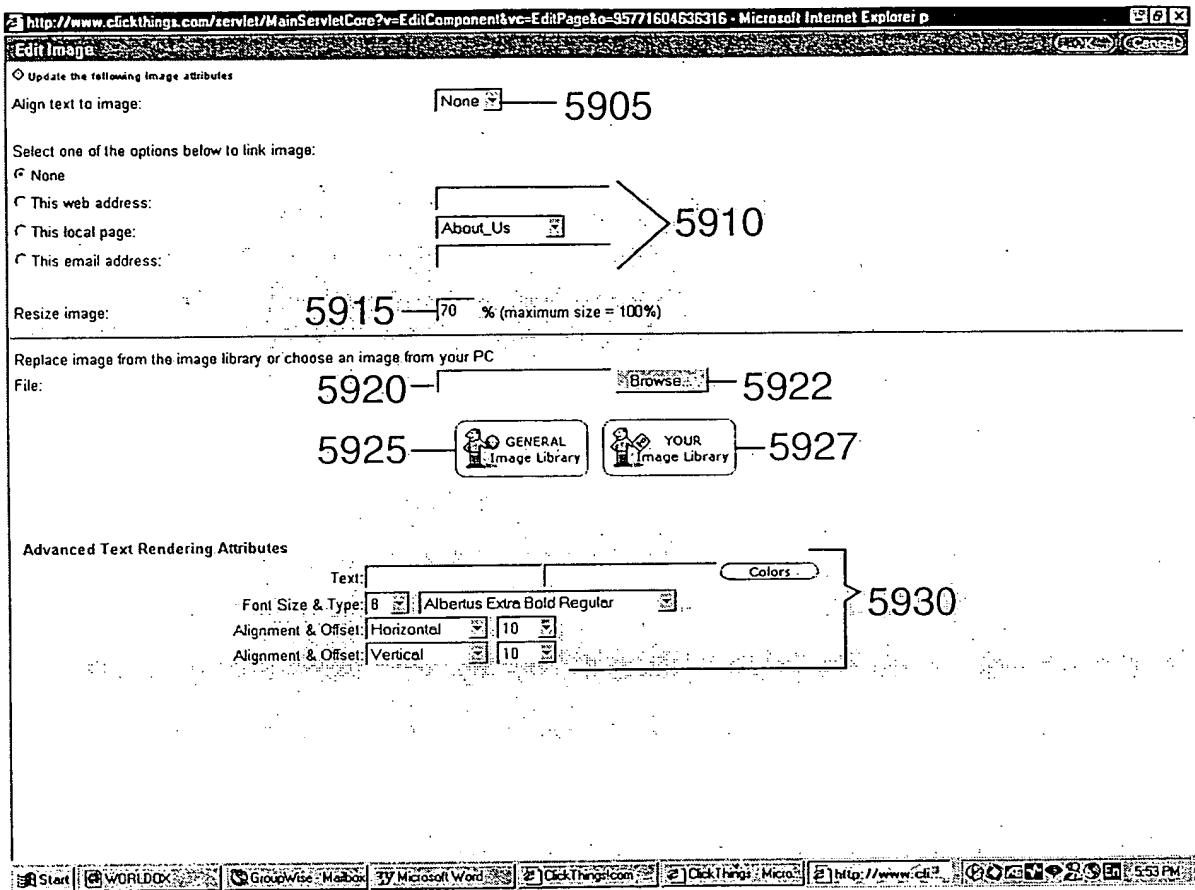 http://www.clickthings.com/servlet/MainServletCore?v=EditComponent&vc=EditPage&o=95771604636316 - Microsoft Internet Explorer p
Edit Image OK Cancel
Update the following image attributes
Align text to image: None 5905
Select one of the options below to link image:
None
This web address:
This local page: About_Us 5910
This email address:
Resize image: 5915 70 % (maximum size = 100%)
Replace image from the image library or choose an image from your PC
File: 5920 Browse... 5922
5925 GENERAL Image Library YOUR Image Library 5927
Advanced Text Rendering Attributes
Text: Colors
Font Size & Type: 8 Albertus Extra Bold Regular 5930
Alignment & Offset: Horizontal 10
Alignment & Offset: Vertical 10
Start WORLDOX GroupWise - Mailbox Microsoft Word ClickThings.com ClickThings - Micro... http://www.cli... 5:53 PM